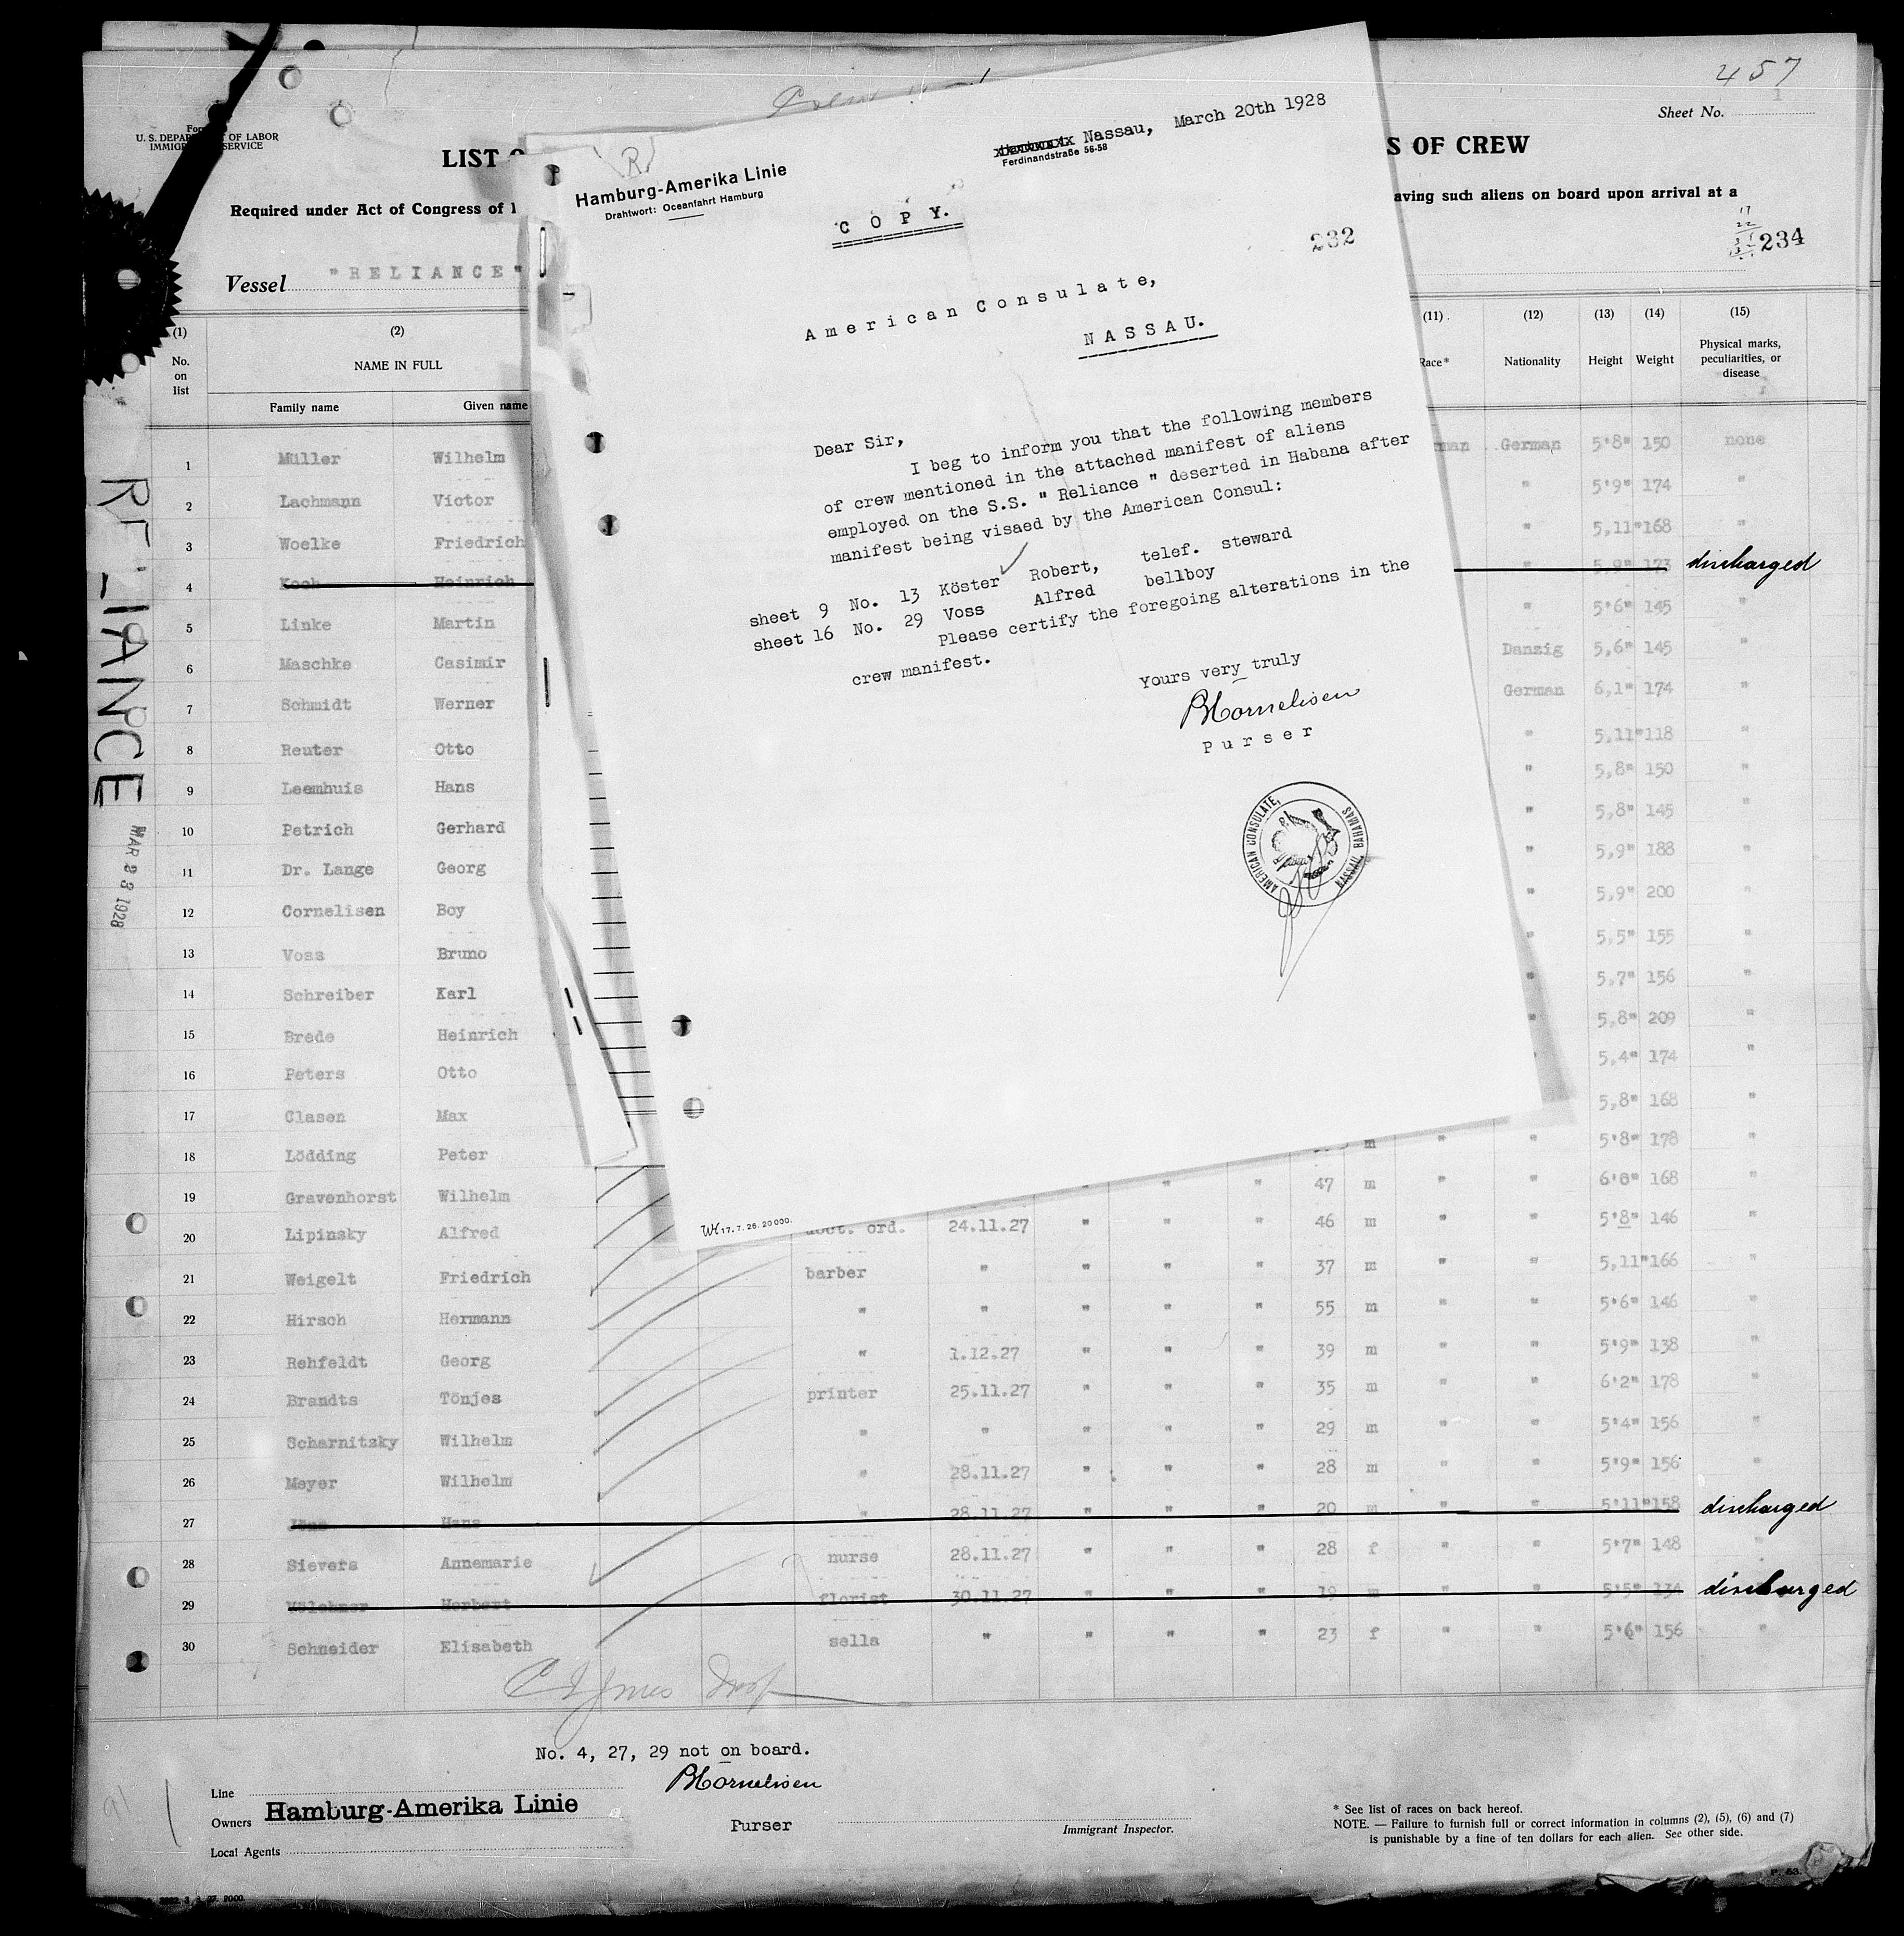 457
Sheet No. 1
U. S. DEPAR OF LABOR
IMMIG SERVICE
LIST O
S OF CREW
Required under Act of Congress of 1
aving such aliens on board upon arrival at a
234
Vessel "RELIANCE"
(1) (2)
No. on list
NAME IN FULL
Family name Given name
(11) (12) (13) (14) (15)
Race* Nationality Height Weight Physical marks, peculiarities, or disease
Nassau, March 20th 1928
Ferdinandstraße 56-58
R
Hamburg-Amerika Linie
Drahtwort: Oceanfahrt Hamburg
C O P Y.
232
American Consulate,
NASSAU.
Dear Sir,
I beg to inform you that the following members
of crew mentioned in the attached manifest of aliens
employed on the S.S. " Reliance " deserted in Habana after
manifest being visaed by the American Consul:
sheet 9 No. 13 Köster Robert, telef. steward
sheet 16 No. 29 Voss Alfred bellboy
Please certify the foregoing alterations in the
crew manifest.
Yours very truly
BCornelisen
Purser
AMERICAN CONSULATE,
NASSAU BAHAMAS
17.7.26.20000.
RELIANCE
MAR 23 1928
1 Müller Wilhelm man German 5'8" 150 none
2 Lachmann Victor " 5'9" 174 "
3 Woelke Friedrich " 5,11" 168 "
4 Koch Heinrich " 5,9" 173 discharged
5 Linke Martin " 5'6" 145 "
6 Maschke Casimir Danzig 5,6" 145 "
7 Schmidt Werner German 6,1" 174 "
8 Reuter Otto " 5,11" 118 "
9 Leemhuis Hans " 5,8" 150 "
10 Petrich Gerhard " 5,8" 145 "
11 Dr. Lange Georg " 5,9" 188 "
12 Cornelisen Boy " 5,9" 200 "
13 Voss Bruno " 5,5" 155 "
14 Schreiber Karl " 5,7" 156 "
15 Brede Heinrich " 5,8" 209 "
16 Peters Otto " 5,4" 174 "
17 Clasen Max 5,8" 168 "
18 Lödding Peter m " " 5'8" 178 "
19 Gravenhorst Wilhelm " " " 47 m " " 6'0" 168 "
20 Lipinsky Alfred ord. 24.11.27 " " " 46 m " " 5'8" 146 "
21 Weigelt Friedrich barber " " " " 37 m " " 5,11" 166 "
22 Hirsch Hermann " " " " " 55 m " " 5'6" 146 "
23 Rehfeldt Georg " 1.12.27 " " " 39 m " " 5'9" 138 "
24 Brandts Tönjes printer 25.11.27 " " " 35 m " " 6'2" 178 "
25 Scharnitzky Wilhelm " " " " " 29 m " " 5'4" 156 "
26 Meyer Wilhelm " 28.11.27 " " " 28 m " " 5'9" 156 "
27 Hans " 28.11.27 " " " 20 m " " 5'11" 158 discharged
28 Sievers Annemarie nurse 28.11.27 " " " 28 f " " 5'7" 148 "
29 Herbert florist 30.11.27 " " " 19 m " " 5'5" 134 discharged
30 Schneider Elisabeth sella " " " " 23 f " " 5'6" 156 "
No. 4, 27, 29 not on board.
BCornelisen
Purser
Line
Owners Hamburg-Amerika Linie
Local Agents
Immigrant Inspector.
* See list of races on back hereof.
NOTE. — Failure to furnish full or correct information in columns (2), (5), (6) and (7)
is punishable by a fine of ten dollars for each alien. See other side.